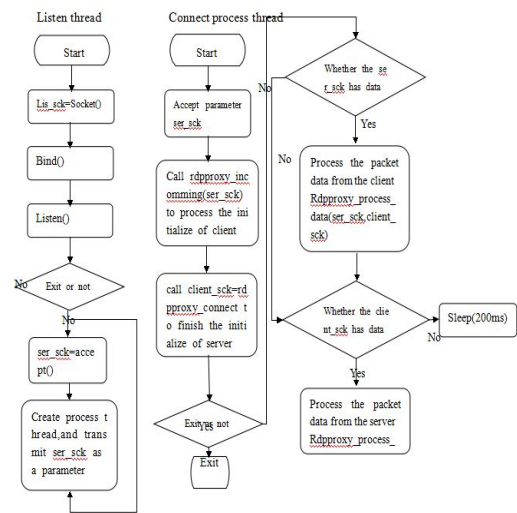 Listen thread
Start
Lis_sck=Socket()
Bind()
Listen()
No
Exit or not
No
ser_sck=acce
pt()
Create process t
hread,and trans
mit ser_sck as
a parameter
Connect process thread
Start
Accept parameter
ser_sck
Call rdpproxy_inc
omming(ser_sck)
to process the ini
tialize of client
call client_sck=rd
pproxy_connect t
o finish the initi
alize of server
Exit or not
Yes
Exit
No
Whether the se
r_sck has data
Yes
No
Process the packet
data from the client
Rdpproxy_process_
data(ser_sck,client_
sck)
Whether the clie
nt_sck has data
No
Sleep(200ms)
Yes
Process the packet
data from the server
Rdpproxy_process_